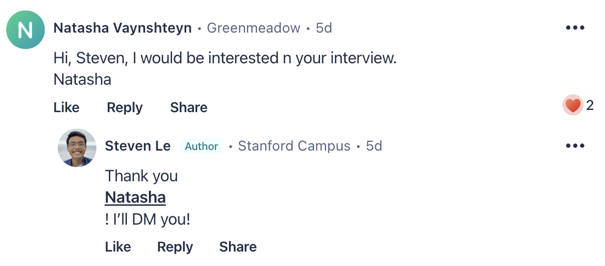 N
Natasha Vaynshteyn • Greenmeadow • 5d
Hi, Steven, I would be interested n your interview.
Natasha
Like Reply Share
2
Steven Le Author • Stanford Campus • 5d
Thank you
Natasha
! I'll DM you!
Like Reply Share